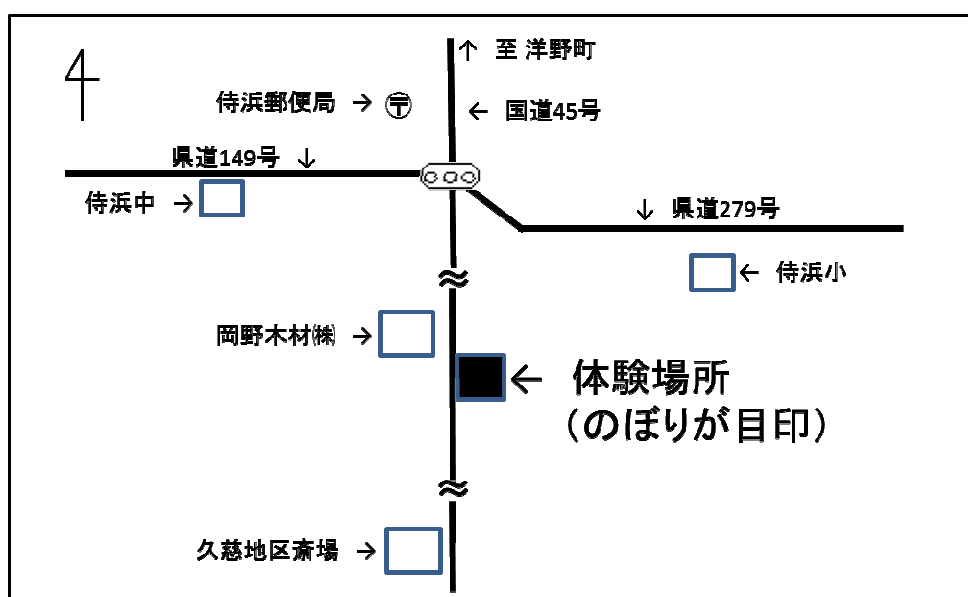 ↑ 至 洋野町
侍浜郵便局 → 〒
← 国道45号
県道149号 ↓
侍浜中 →
↓ 県道279号
← 侍浜小
岡野木材㈱ →
← 体験場所
（のぼりが目印）
久慈地区斎場 →